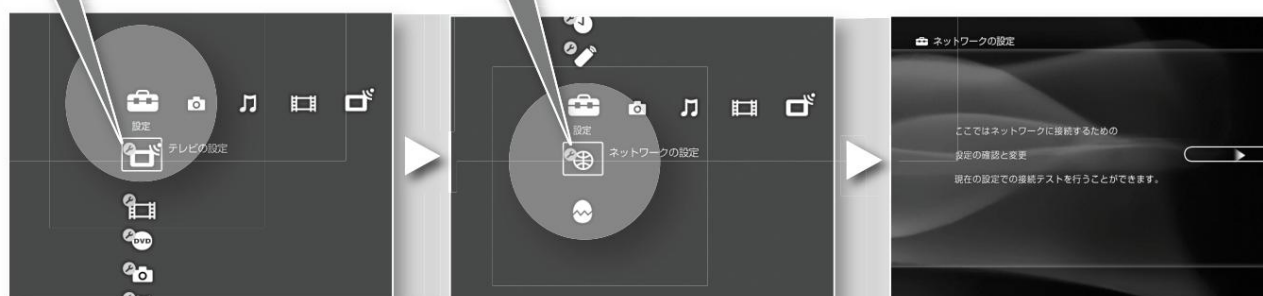 設定
テレビの設定
DVD
設定
ネットワークの設定
ネットワークの設定
ここではネットワークに接続するための
設定の確認と変更
現在の設定での接続テストを行うことができます。